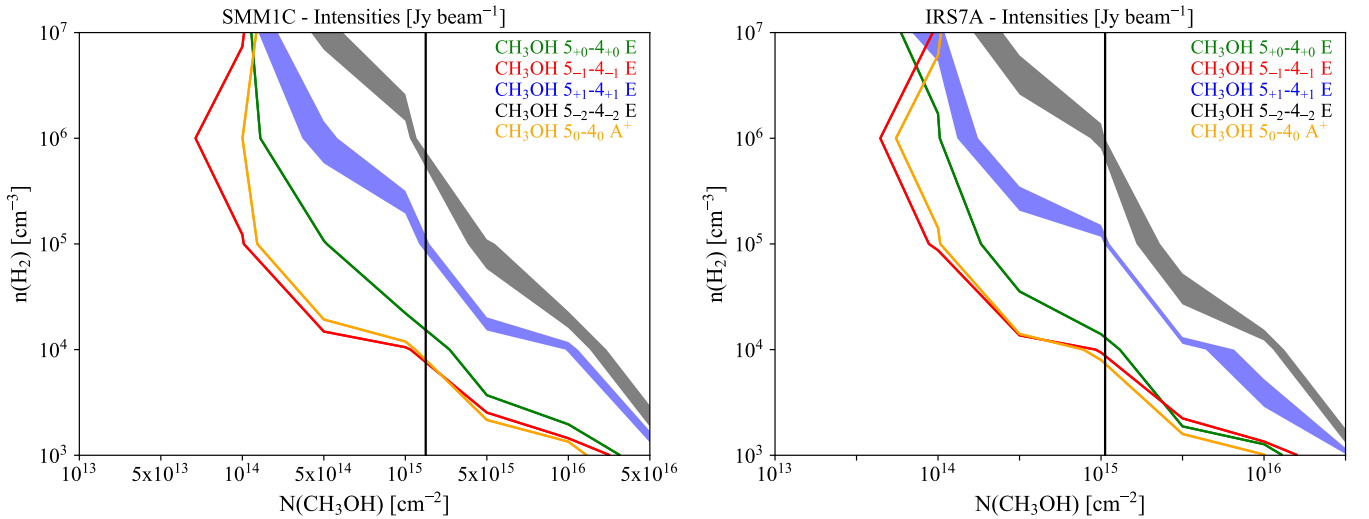 SMM1C - Intensities [Jy beam⁻¹]
CH₃OH 5₊₀-4₊₀ E
CH₃OH 5₋₁-4₋₁ E
CH₃OH 5₊₁-4₊₁ E
CH₃OH 5₋₂-4₋₂ E
CH₃OH 5₀-4₀ A⁺
10⁷
10⁶
10⁵
10⁴
10³
n(H₂) [cm⁻³]
10¹³ 5x10¹³ 10¹⁴ 5x10¹⁴ 10¹⁵ 5x10¹⁵ 10¹⁶ 5x10¹⁶
N(CH₃OH) [cm⁻²]
IRS7A - Intensities [Jy beam⁻¹]
CH₃OH 5₊₀-4₊₀ E
CH₃OH 5₋₁-4₋₁ E
CH₃OH 5₊₁-4₊₁ E
CH₃OH 5₋₂-4₋₂ E
CH₃OH 5₀-4₀ A⁺
10⁷
10⁶
10⁵
10⁴
10³
n(H₂) [cm⁻³]
10¹³ 10¹⁴ 10¹⁵ 10¹⁶
N(CH₃OH) [cm⁻²]